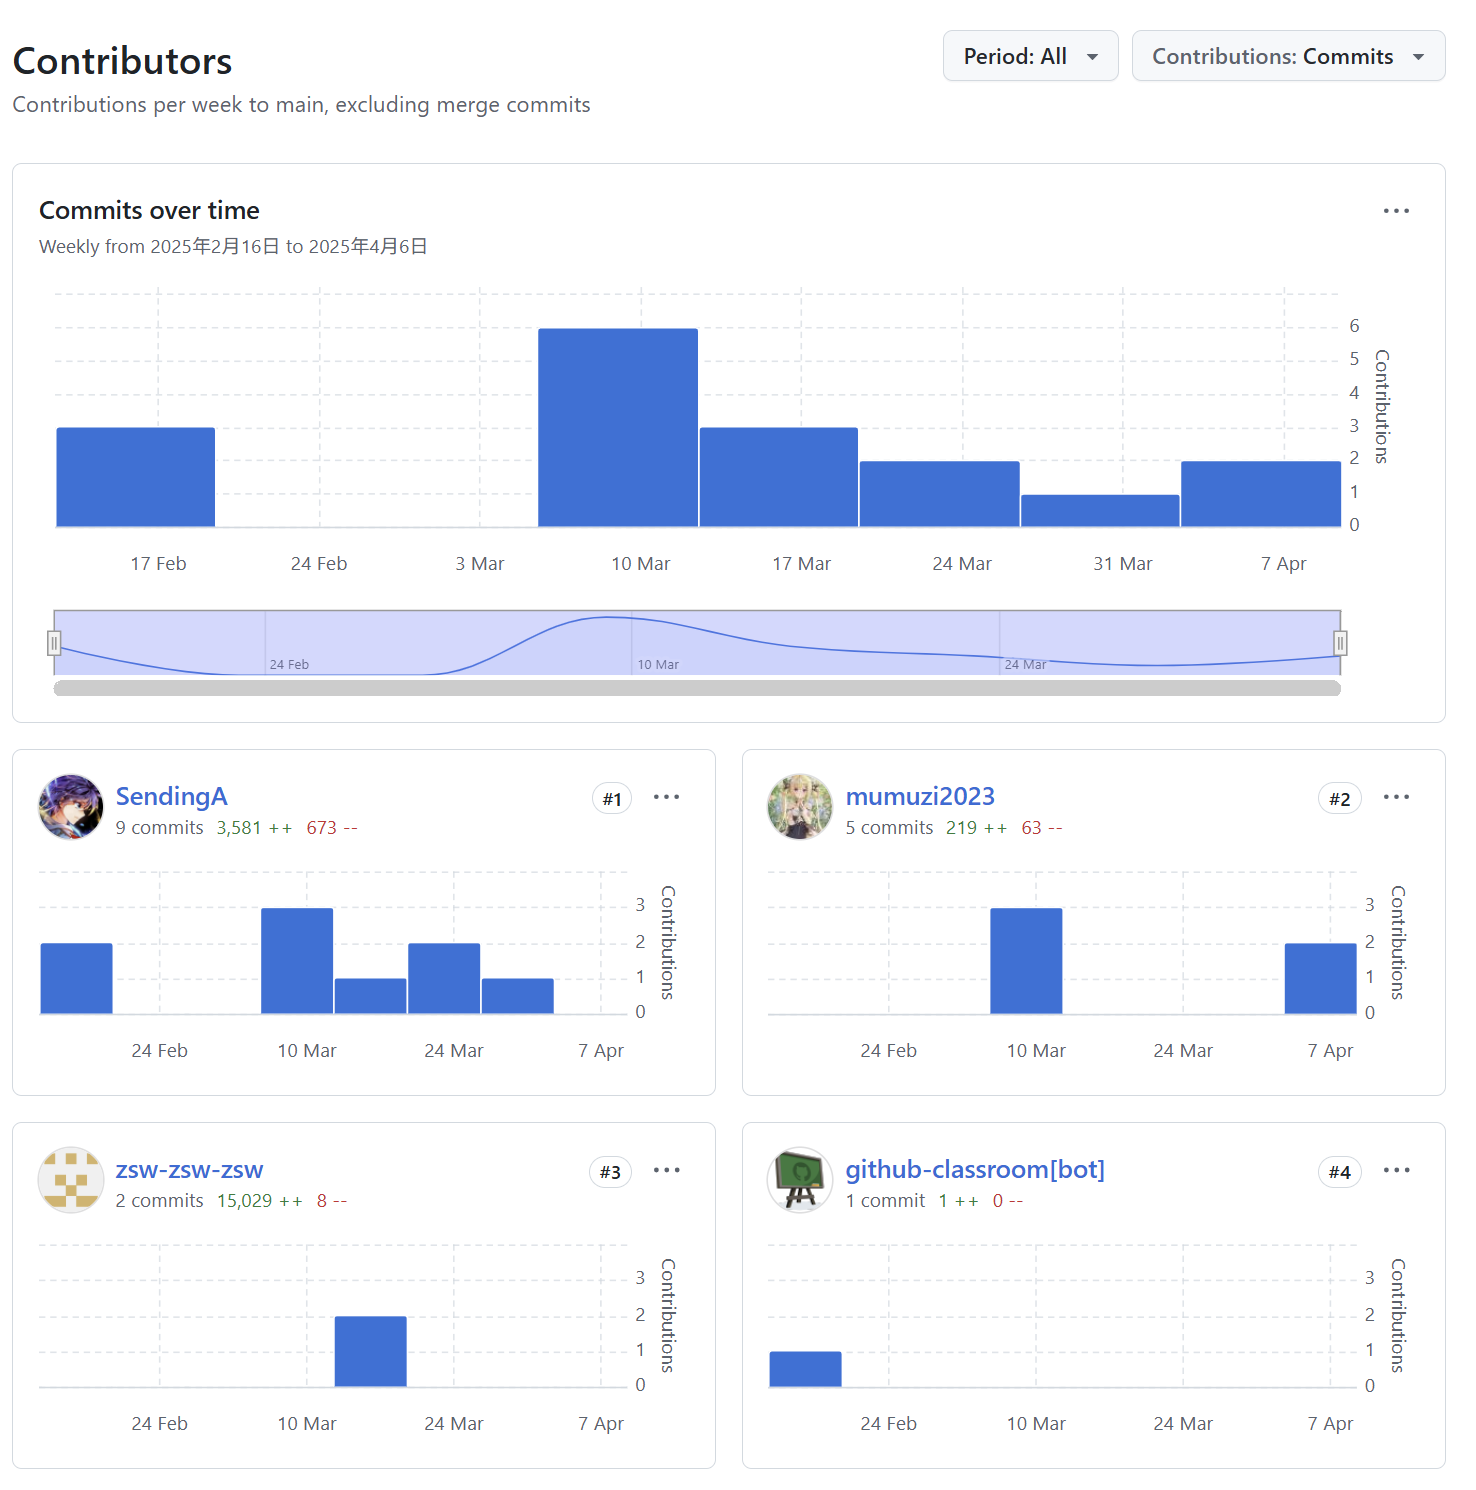 Contributors
Period: All
Contributions: Commits
Contributions per week to main, excluding merge commits
Commits over time
Weekly from 2025年2月16日 to 2025年4月6日
6
5
4
3
2
1
0
Contributions
17 Feb
24 Feb
3 Mar
10 Mar
17 Mar
24 Mar
31 Mar
7 Apr
24 Feb
10 Mar
24 Mar
SendingA
#1
9 commits 3,581 ++ 673 --
3
2
1
0
Contributions
24 Feb
10 Mar
24 Mar
7 Apr
mumuzi2023
#2
5 commits 219 ++ 63 --
3
2
1
0
Contributions
24 Feb
10 Mar
24 Mar
7 Apr
zsw-zsw-zsw
#3
2 commits 15,029 ++ 8 --
3
2
1
0
Contributions
24 Feb
10 Mar
24 Mar
7 Apr
github-classroom[bot]
#4
1 commit 1 ++ 0 --
3
2
1
0
Contributions
24 Feb
10 Mar
24 Mar
7 Apr